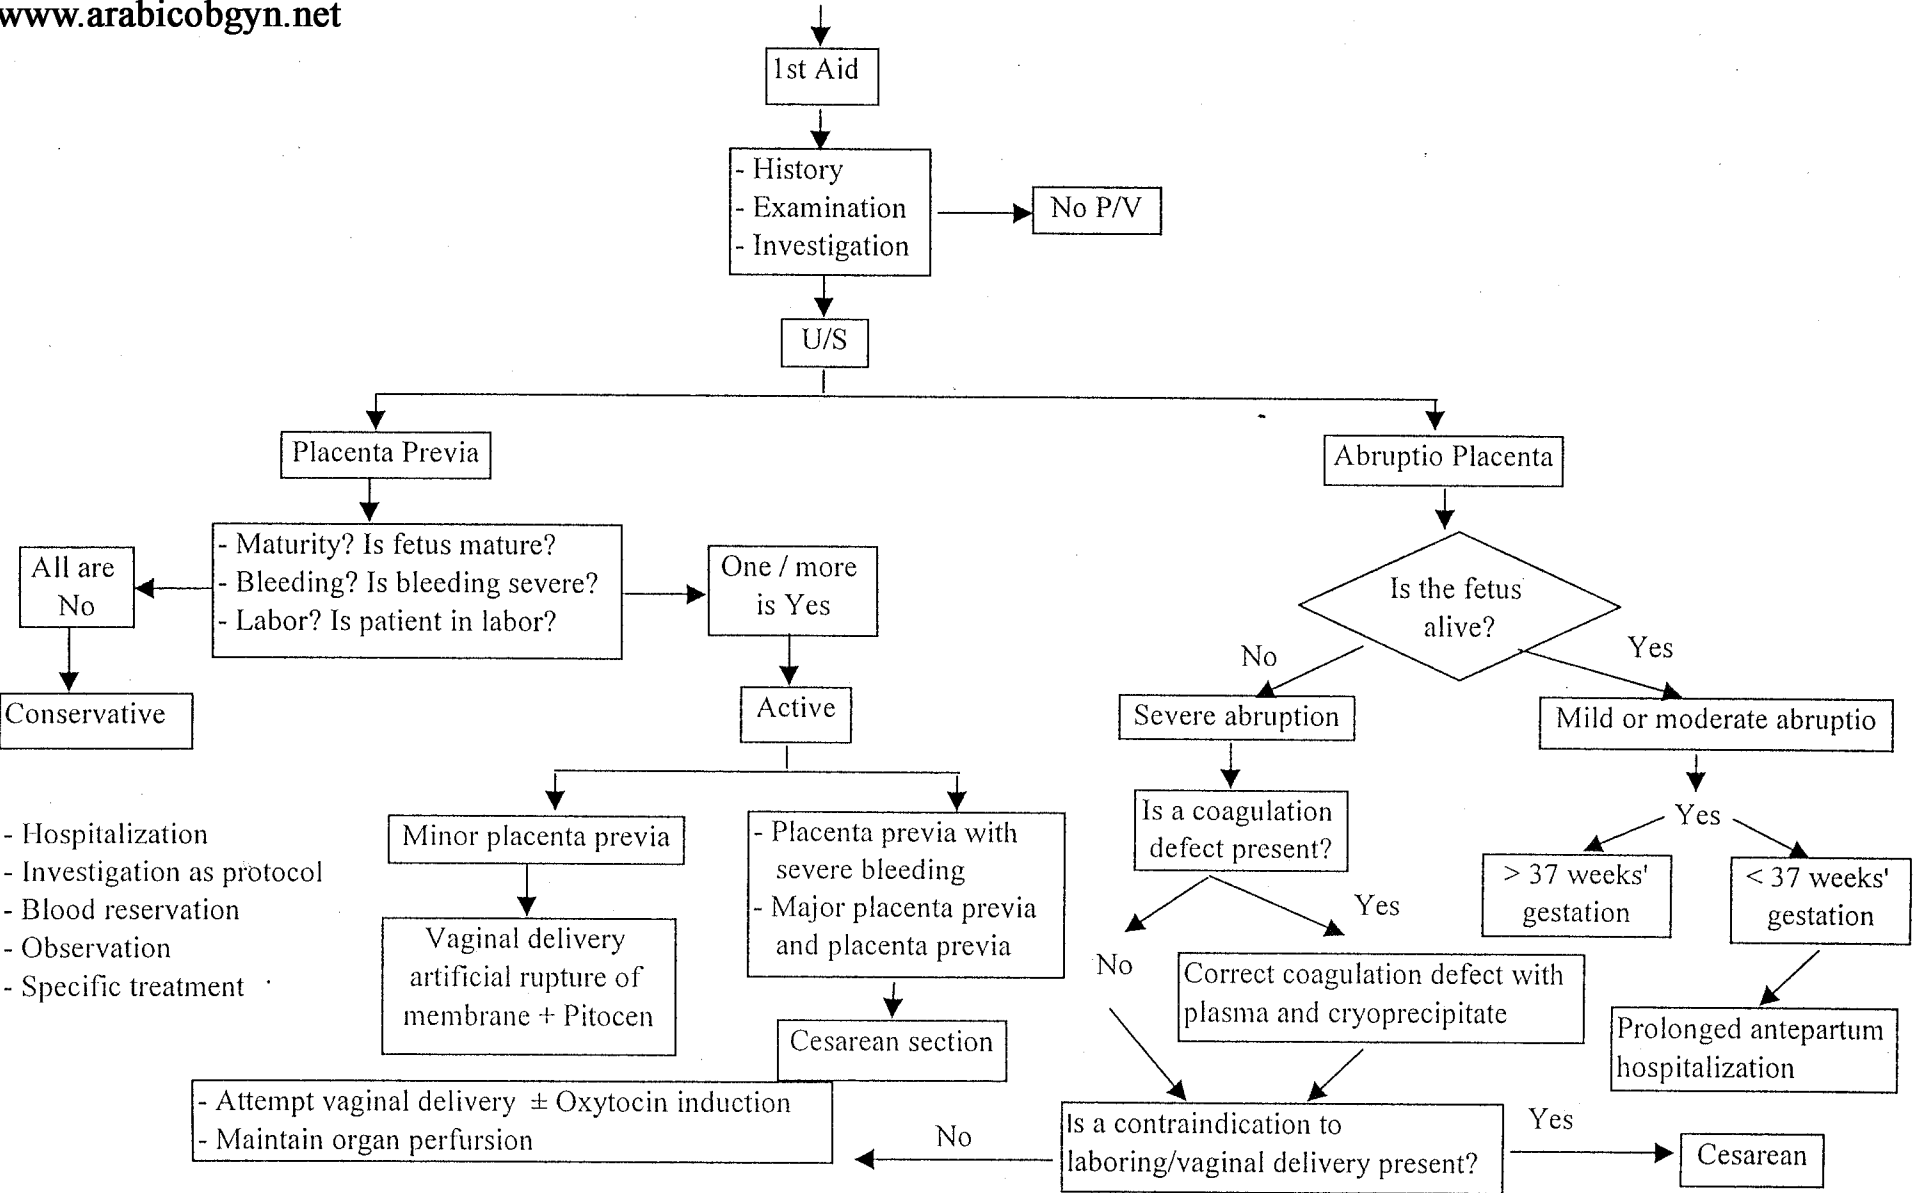 www.arabicobgyn.net
1st Aid
- History
- Examination
- Investigation
No P/V
U/S
Placenta Previa
Abruptio Placenta
- Maturity? Is fetus mature?
- Bleeding? Is bleeding severe?
- Labor? Is patient in labor?
All are
No
One / more
is Yes
Conservative
- Hospitalization
- Investigation as protocol
- Blood reservation
- Observation
- Specific treatment
Active
Minor placenta previa
Vaginal delivery
artificial rupture of
membrane + Pitocen
- Placenta previa with
severe bleeding
- Major placenta previa
and placenta previa
Cesarean section
Is the fetus
alive?
No
Yes
Severe abruption
Mild or moderate abruptio
Is a coagulation
defect present?
No
Yes
Correct coagulation defect with
plasma and cryoprecipitate
Yes
> 37 weeks'
gestation
< 37 weeks'
gestation
Prolonged antepartum
hospitalization
Is a contraindication to
laboring/vaginal delivery present?
No
Yes
- Attempt vaginal delivery ± Oxytocin induction
- Maintain organ perfursion
Cesarean